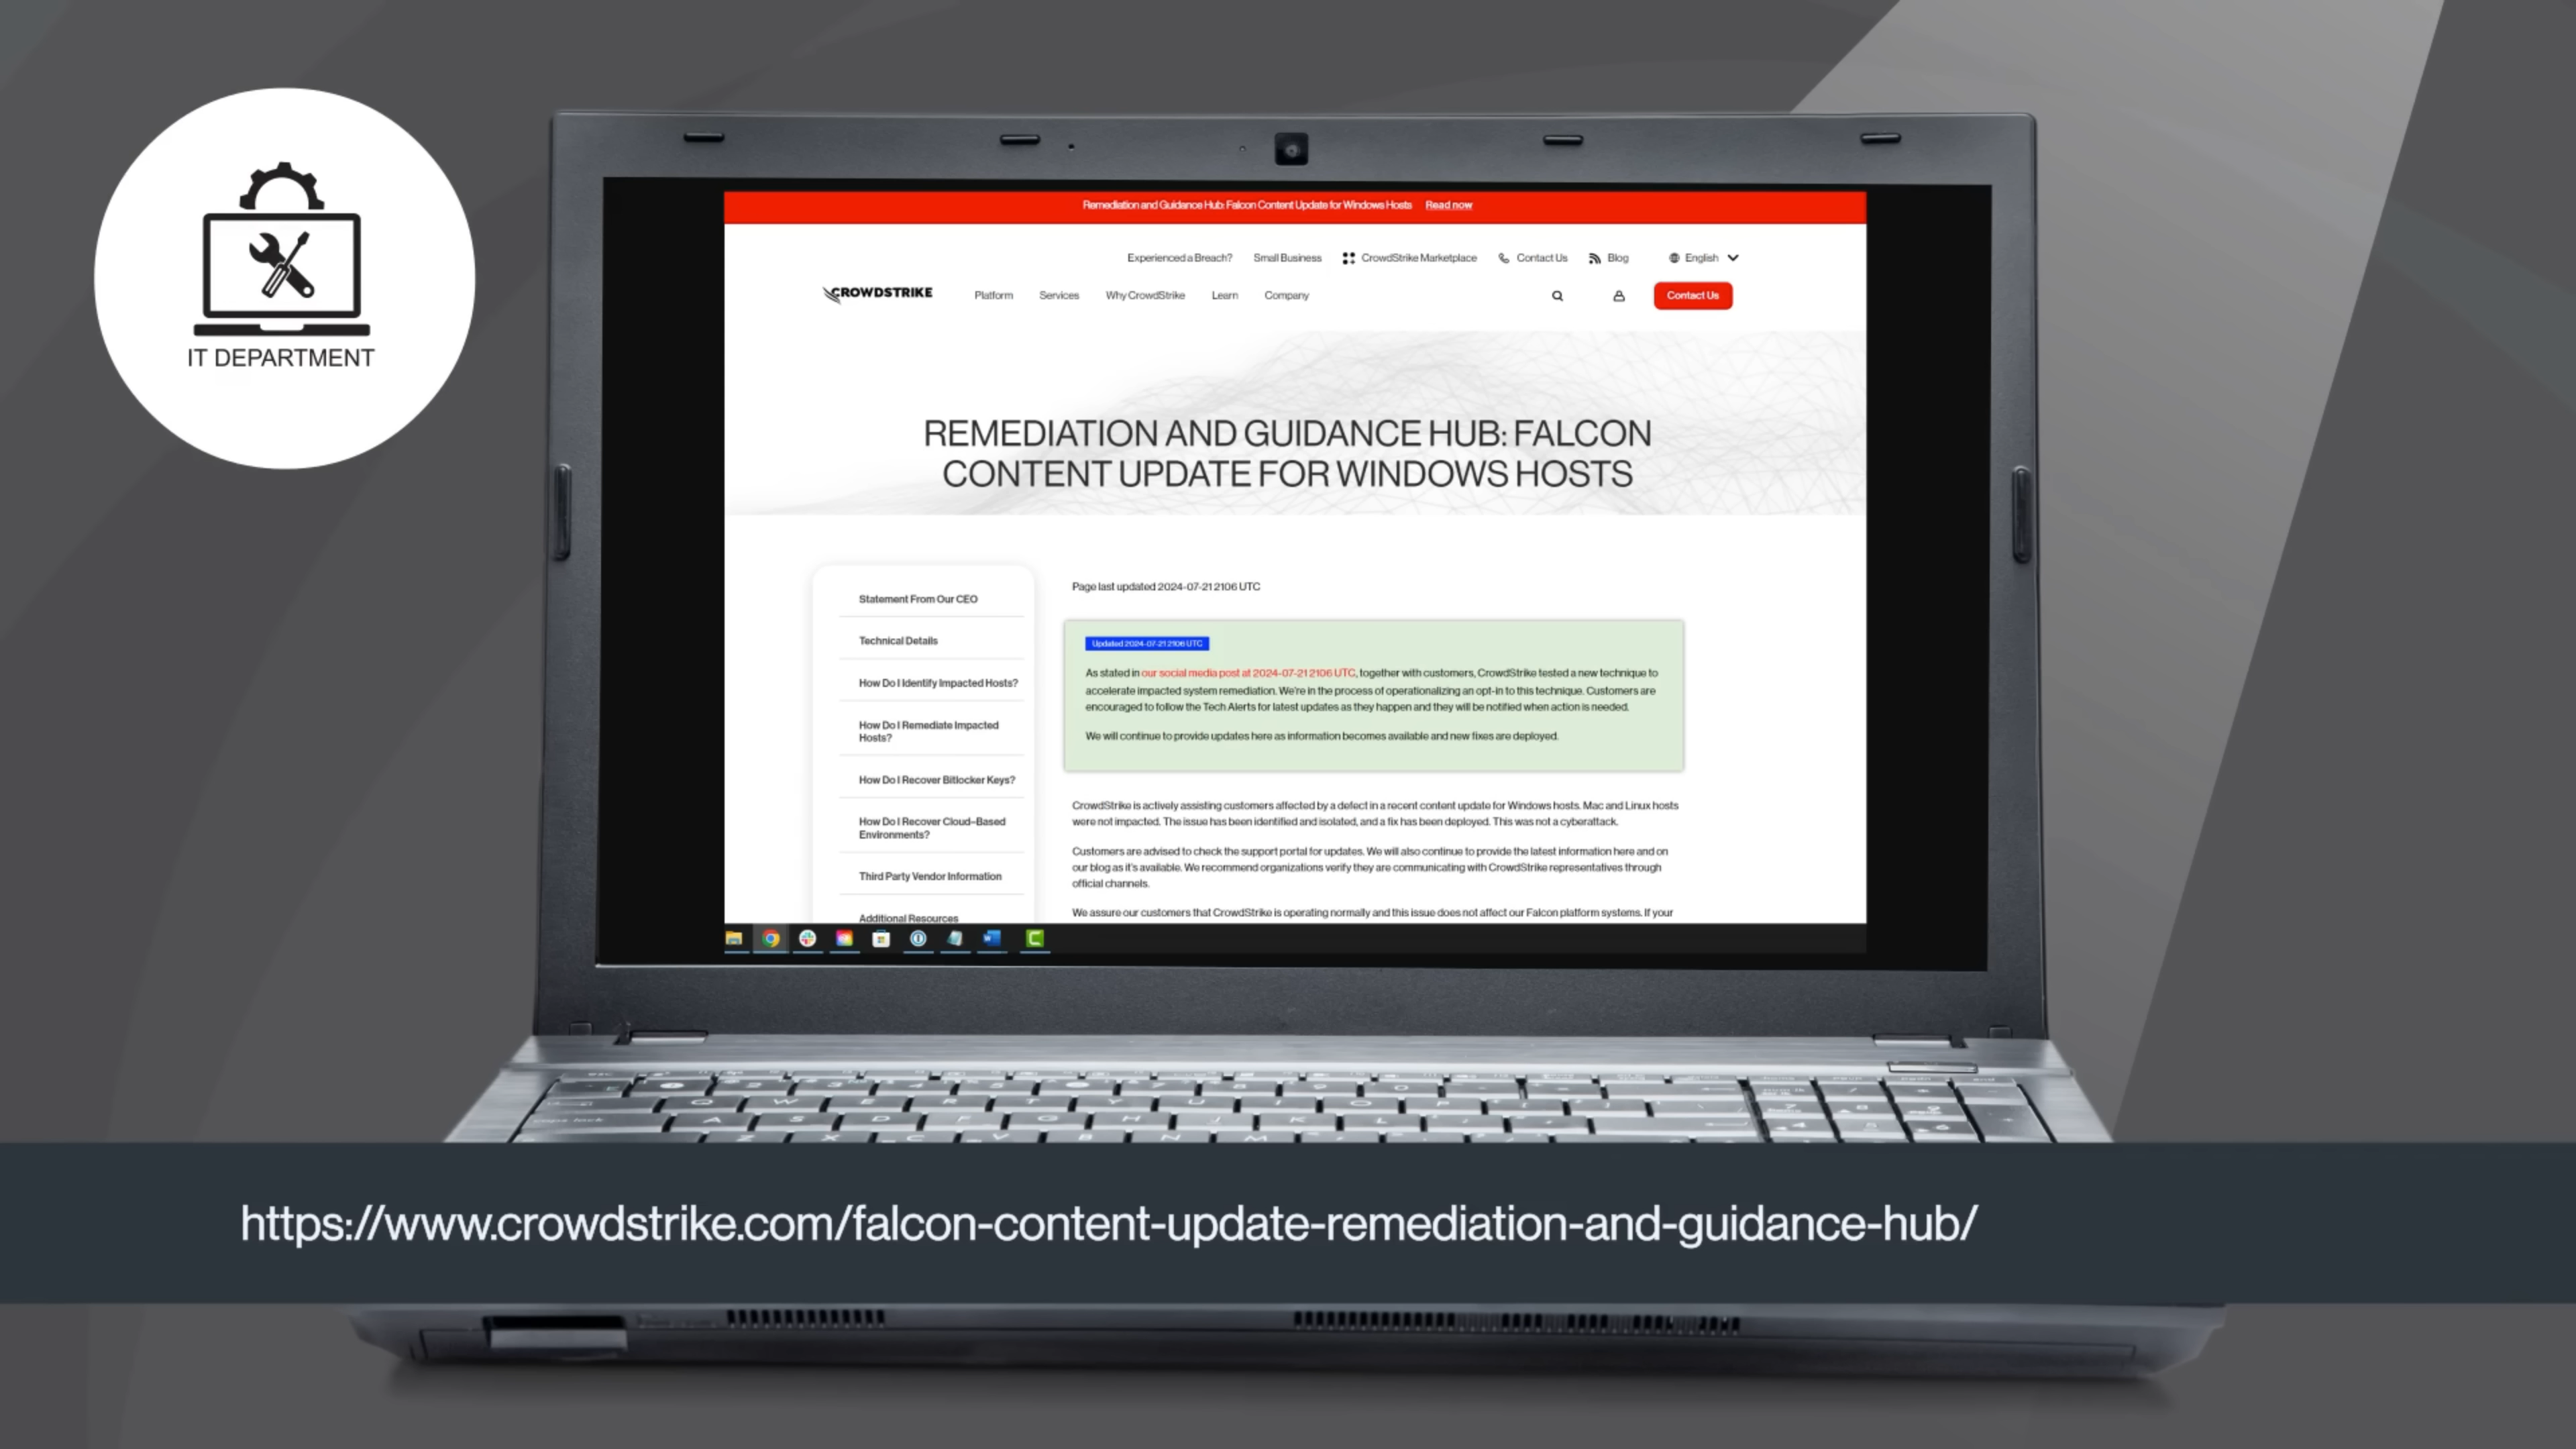 IT DEPARTMENT
Remediation and Guidance Hub: Falcon Content Update for Windows Hosts Read now
Experienced a Breach? Small Business CrowdStrike Marketplace Contact Us Blog English
CROWDSTRIKE Platform Services Why CrowdStrike Learn Company Contact Us
REMEDIATION AND GUIDANCE HUB: FALCON
CONTENT UPDATE FOR WINDOWS HOSTS
Statement From Our CEO
Technical Details
How Do I Identify Impacted Hosts?
How Do I Remediate Impacted
Hosts?
How Do I Recover Bitlocker Keys?
How Do I Recover Cloud-Based
Environments?
Third Party Vendor Information
Additional Resources
Page last updated 2024-07-21 2106 UTC
Updated 2024-07-21 2106 UTC
As stated in our social media post at 2024-07-21 2106 UTC, together with customers, CrowdStrike tested a new technique to
accelerate impacted system remediation. We're in the process of operationalizing an opt-in to this technique. Customers are
encouraged to follow the Tech Alerts for latest updates as they happen and they will be notified when action is needed.
We will continue to provide updates here as information becomes available and new fixes are deployed.
CrowdStrike is actively assisting customers affected by a defect in a recent content update for Windows hosts. Mac and Linux hosts
were not impacted. The issue has been identified and isolated, and a fix has been deployed. This was not a cyberattack.
Customers are advised to check the support portal for updates. We will also continue to provide the latest information here and on
our blog as it's available. We recommend organizations verify they are communicating with CrowdStrike representatives through
official channels.
We assure our customers that CrowdStrike is operating normally and this issue does not affect our Falcon platform systems. If your
https://www.crowdstrike.com/falcon-content-update-remediation-and-guidance-hub/